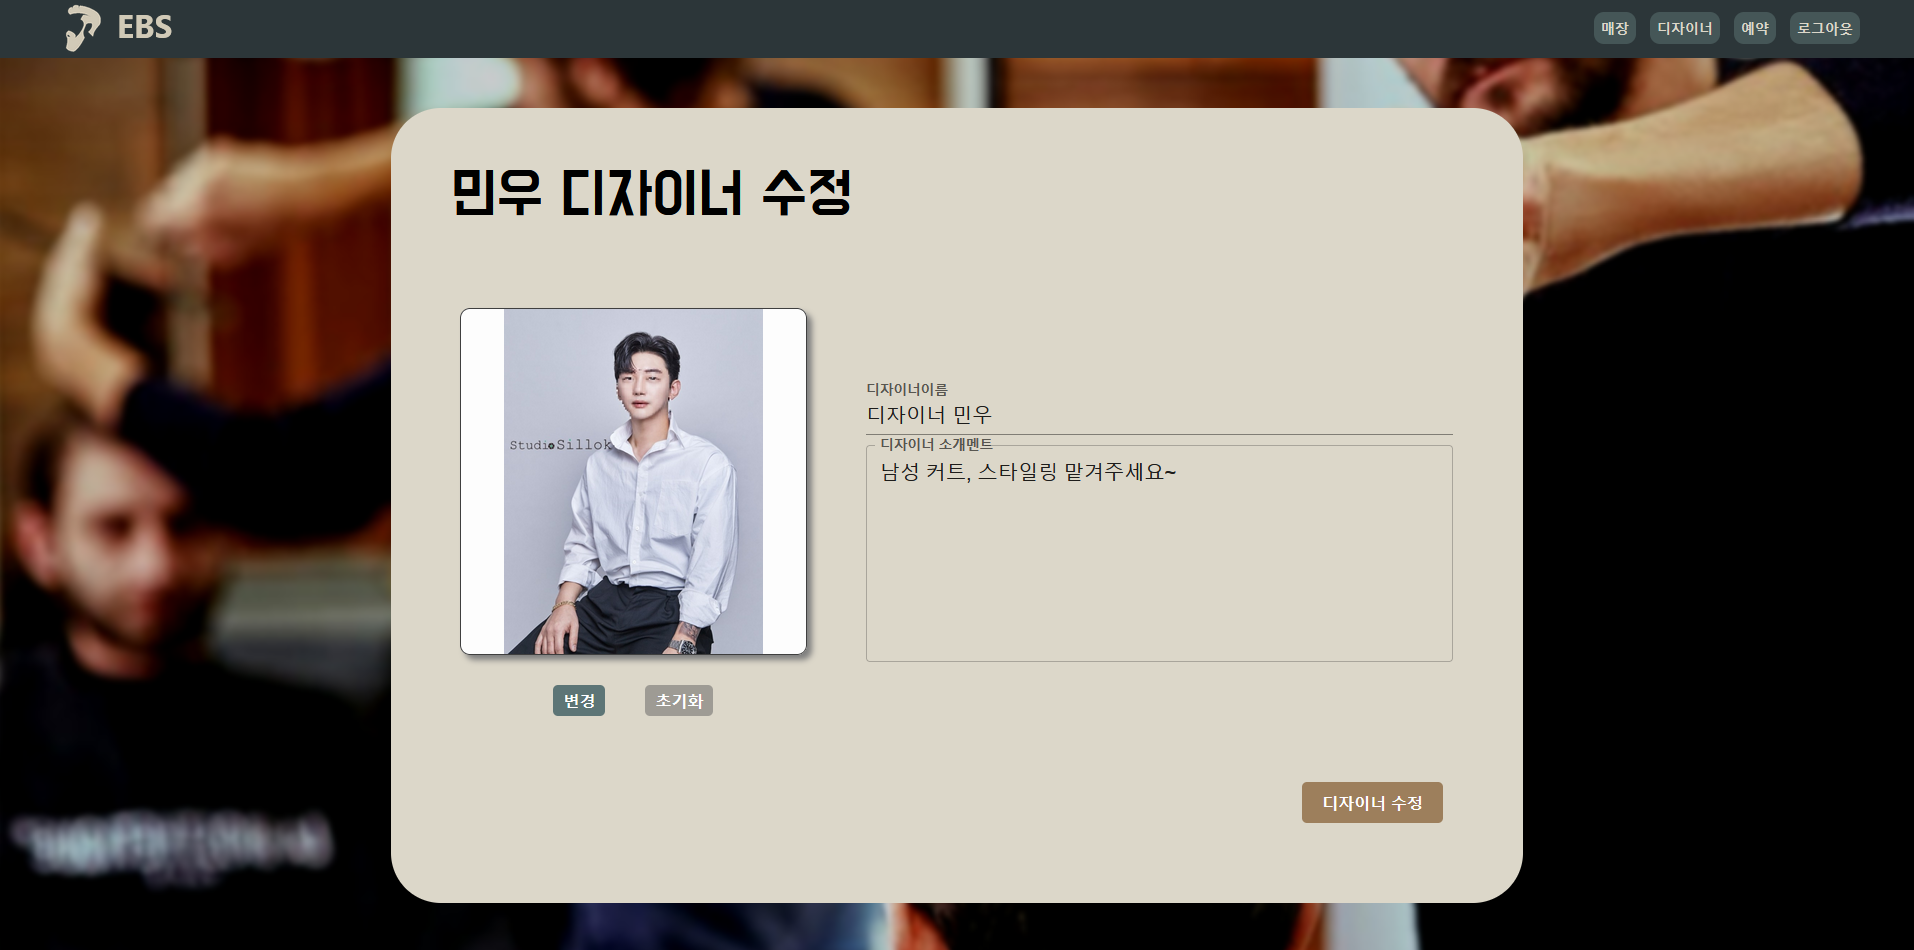 EBS
매장 디자이너 예약 로그아웃
민우 디자이너 수정
Studio Sillok
디자이너이름
디자이너 민우
디자이너 소개멘트
남성 커트, 스타일링 맡겨주세요~
변경 초기화
디자이너 수정